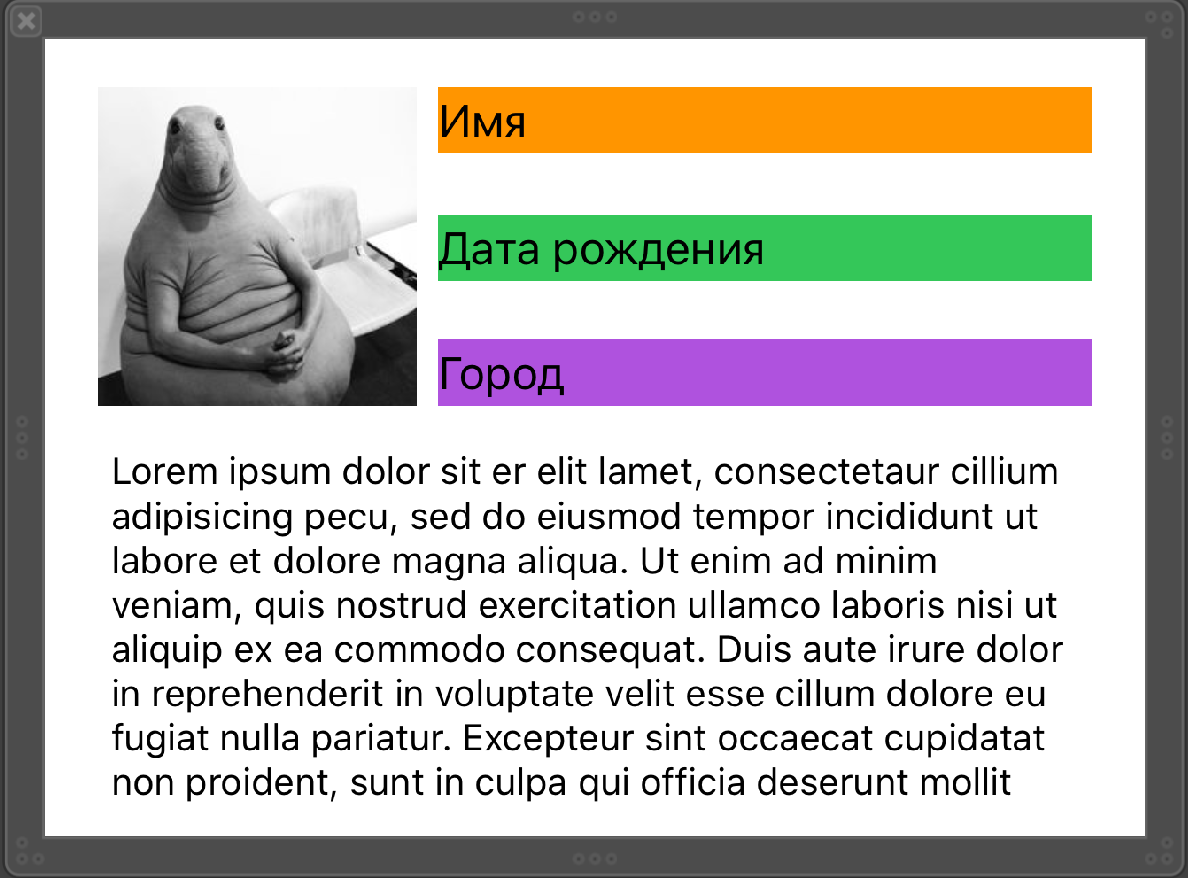 Имя
Дата рождения
Город
Lorem ipsum dolor sit er elit lamet, consectetaur cillium
adipisicing pecu, sed do eiusmod tempor incididunt ut
labore et dolore magna aliqua. Ut enim ad minim
veniam, quis nostrud exercitation ullamco laboris nisi ut
aliquip ex ea commodo consequat. Duis aute irure dolor
in reprehenderit in voluptate velit esse cillum dolore eu
fugiat nulla pariatur. Excepteur sint occaecat cupidatat
non proident, sunt in culpa qui officia deserunt mollit